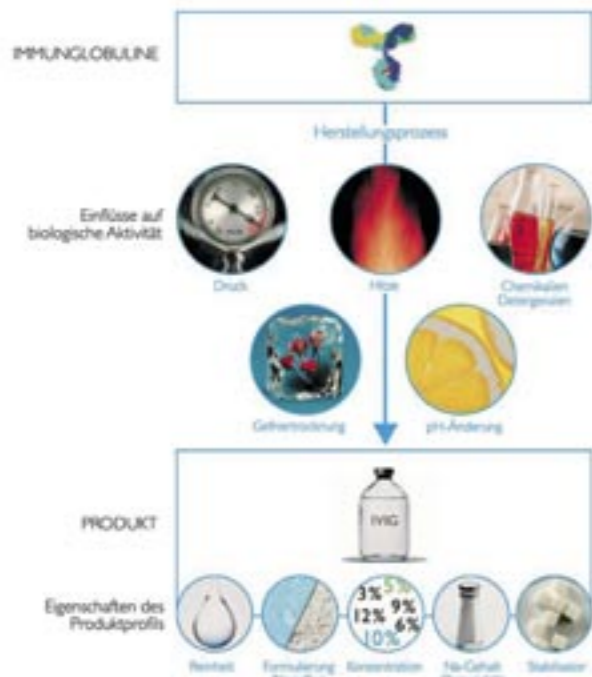 IMMUNGLOBULINE
Herstellungsprozess
Einflüsse auf
biologische Aktivität
Druck
Hitze
Chemikalien
Detergenzien
Gefriertrocknung
pH-Änderung
PRODUKT
IVIG
Eigenschaften des
Produktprofils
3%
5%
12%
9%
6%
10%
Reinheit
Formulierung
Konzentration
Na-Gehalt
Stabilisator